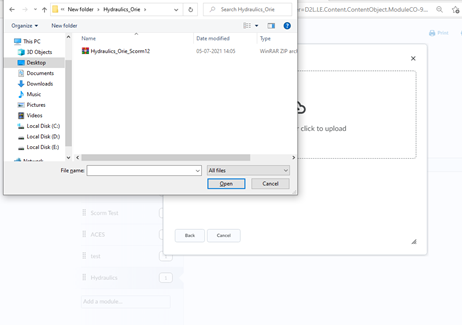 New folder › Hydraulics_Orie ›
Search Hydraulics_Orie
r=D2L.LE.Content.ContentObject.ModuleCO-9...
Organize
New folder
Print
Name
Date modified
Type
This PC
3D Objects
Desktop
Documents
Downloads
Music
Pictures
Videos
Local Disk (C:)
Local Disk (D:)
Local Disk (E:)
Network
Hydraulics_Orie_Scorm12
05-07-2021 14:05
WinRAR ZIP arch
r click to upload
File name:
All files
Open
Cancel
Scorm Test
ACES
test
Hydraulics
Add a module...
Back
Cancel